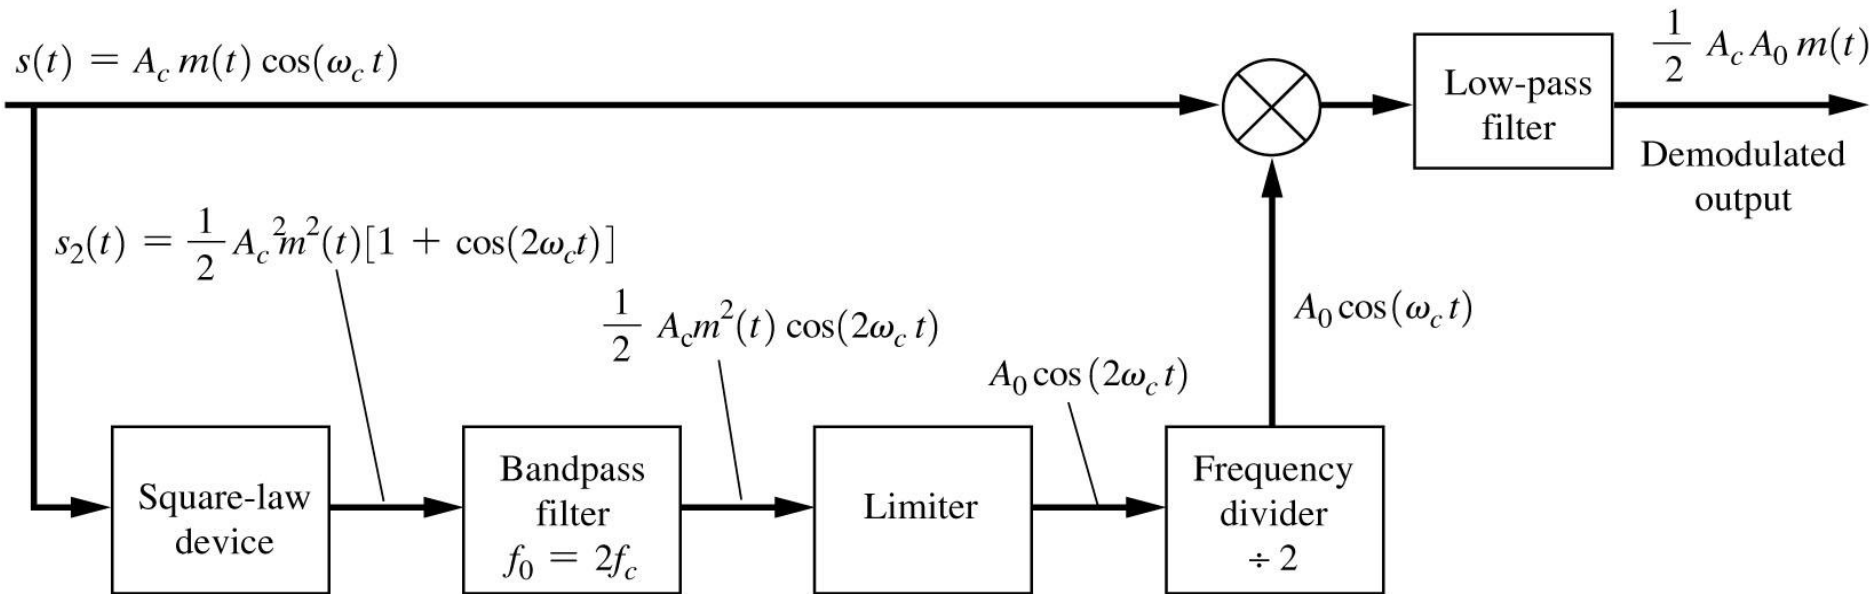 s(t) = A_c m(t) cos(ω_c t)
1/2 A_c A_0 m(t)
Low-pass
filter
Demodulated
output
s_2(t) = 1/2 A_c^2 m^2(t)[1 + cos(2ω_c t)]
1/2 A_c m^2(t) cos(2ω_c t)
A_0 cos(ω_c t)
A_0 cos(2ω_c t)
Square-law
device
Bandpass
filter
f_0 = 2f_c
Limiter
Frequency
divider
÷ 2